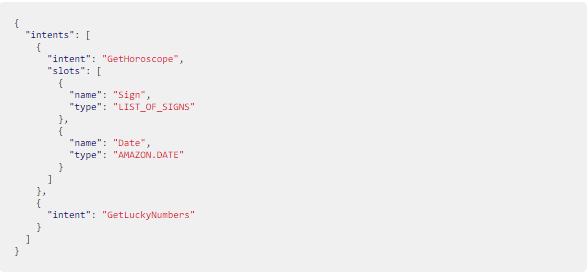 {
  "intents": [
    {
      "intent": "GetHoroscope",
      "slots": [
        {
          "name": "Sign",
          "type": "LIST_OF_SIGNS"
        },
        {
          "name": "Date",
          "type": "AMAZON.DATE"
        }
      ]
    },
    {
      "intent": "GetLuckyNumbers"
    }
  ]
}